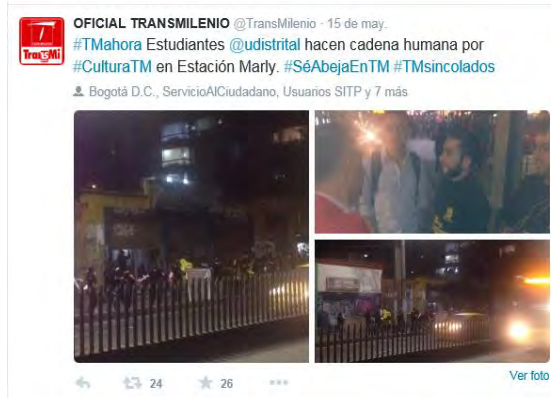 OFICIAL TRANSMILENIO @TransMilenio · 15 de may.
#TMahora Estudiantes @udistrital hacen cadena humana por
#CulturaTM en Estación Marly. #SéAbejaEnTM #TMsincolados
Bogotá D.C., ServicioAlCiudadano, Usuarios SITP y 7 más
TransMi
24
26
Ver foto